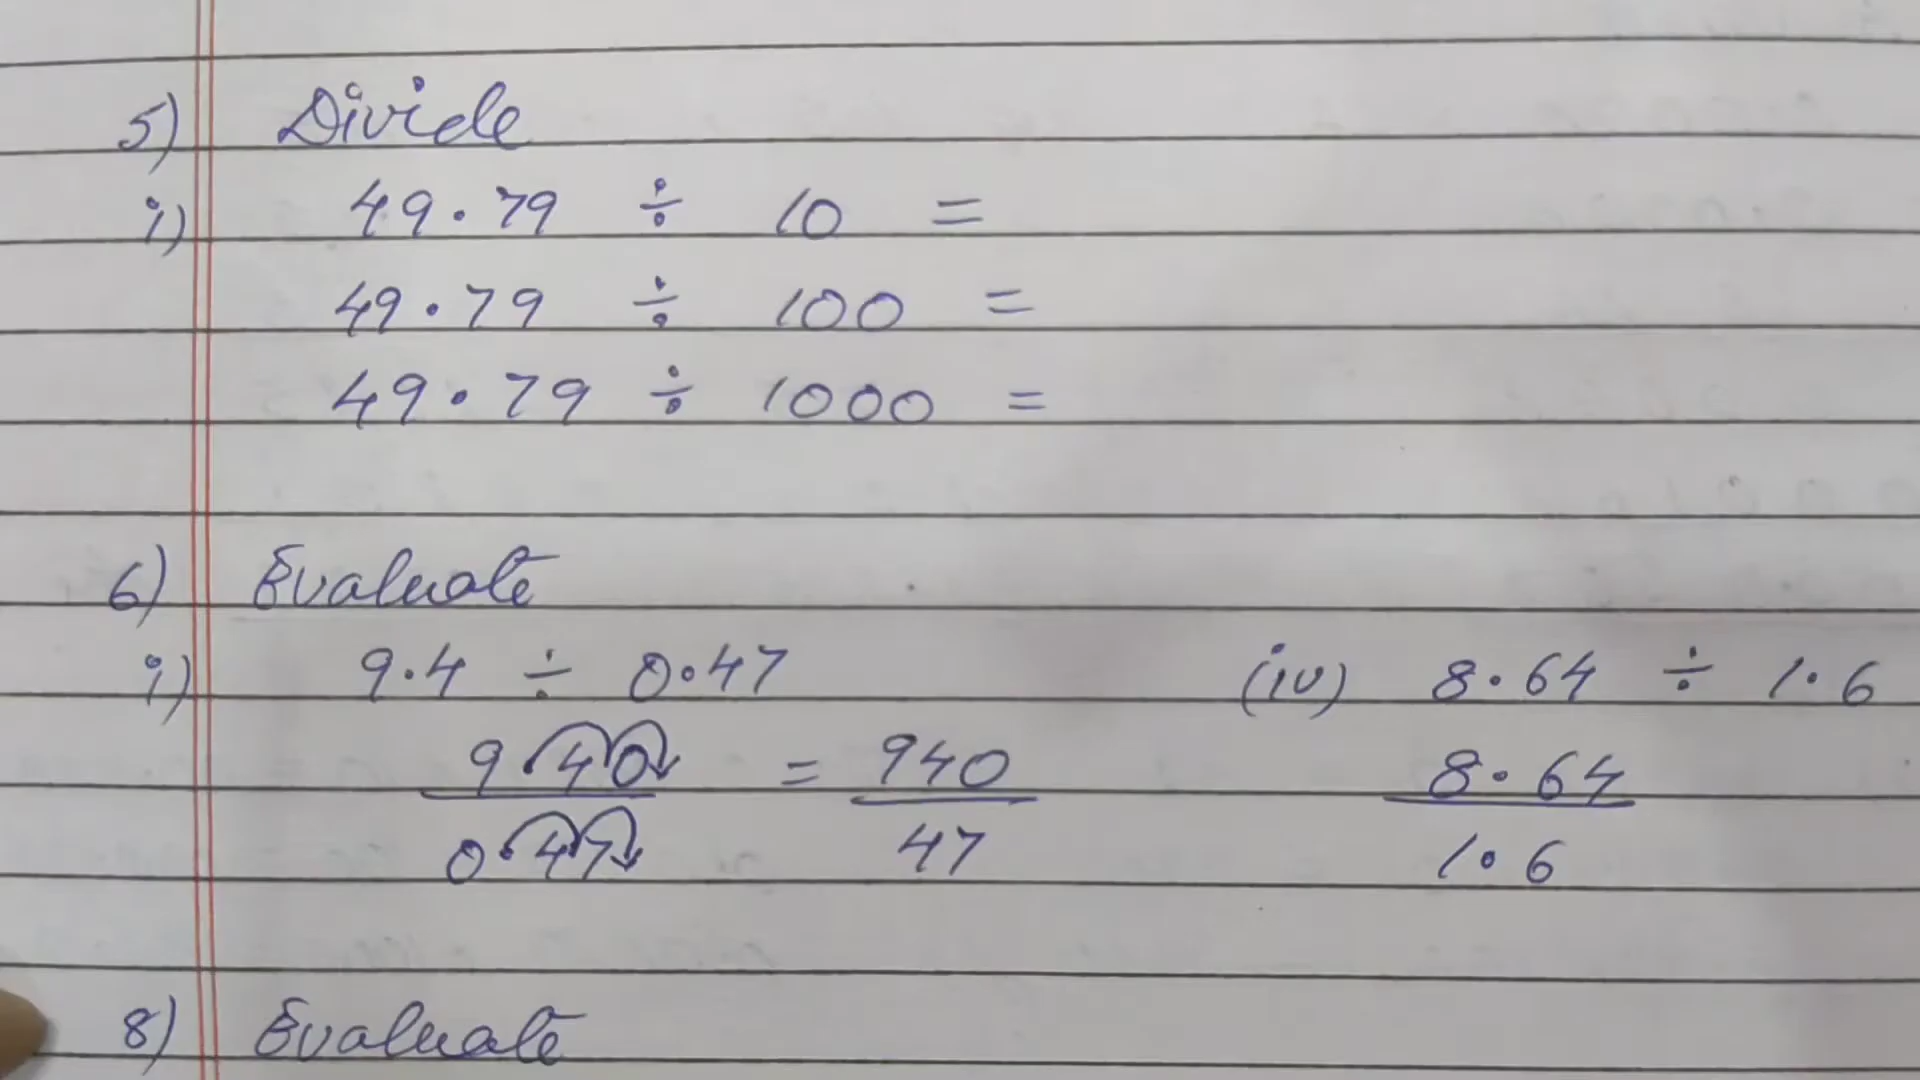 5) Divide
i) 49.79 ÷ 10 =
49.79 ÷ 100 =
49.79 ÷ 1000 =
6) Evaluate
i) 9.4 ÷ 0.47 (iv) 8.64 ÷ 1.6
9.40 = 940 8.64
0.47 47 1.6
8) Evaluate